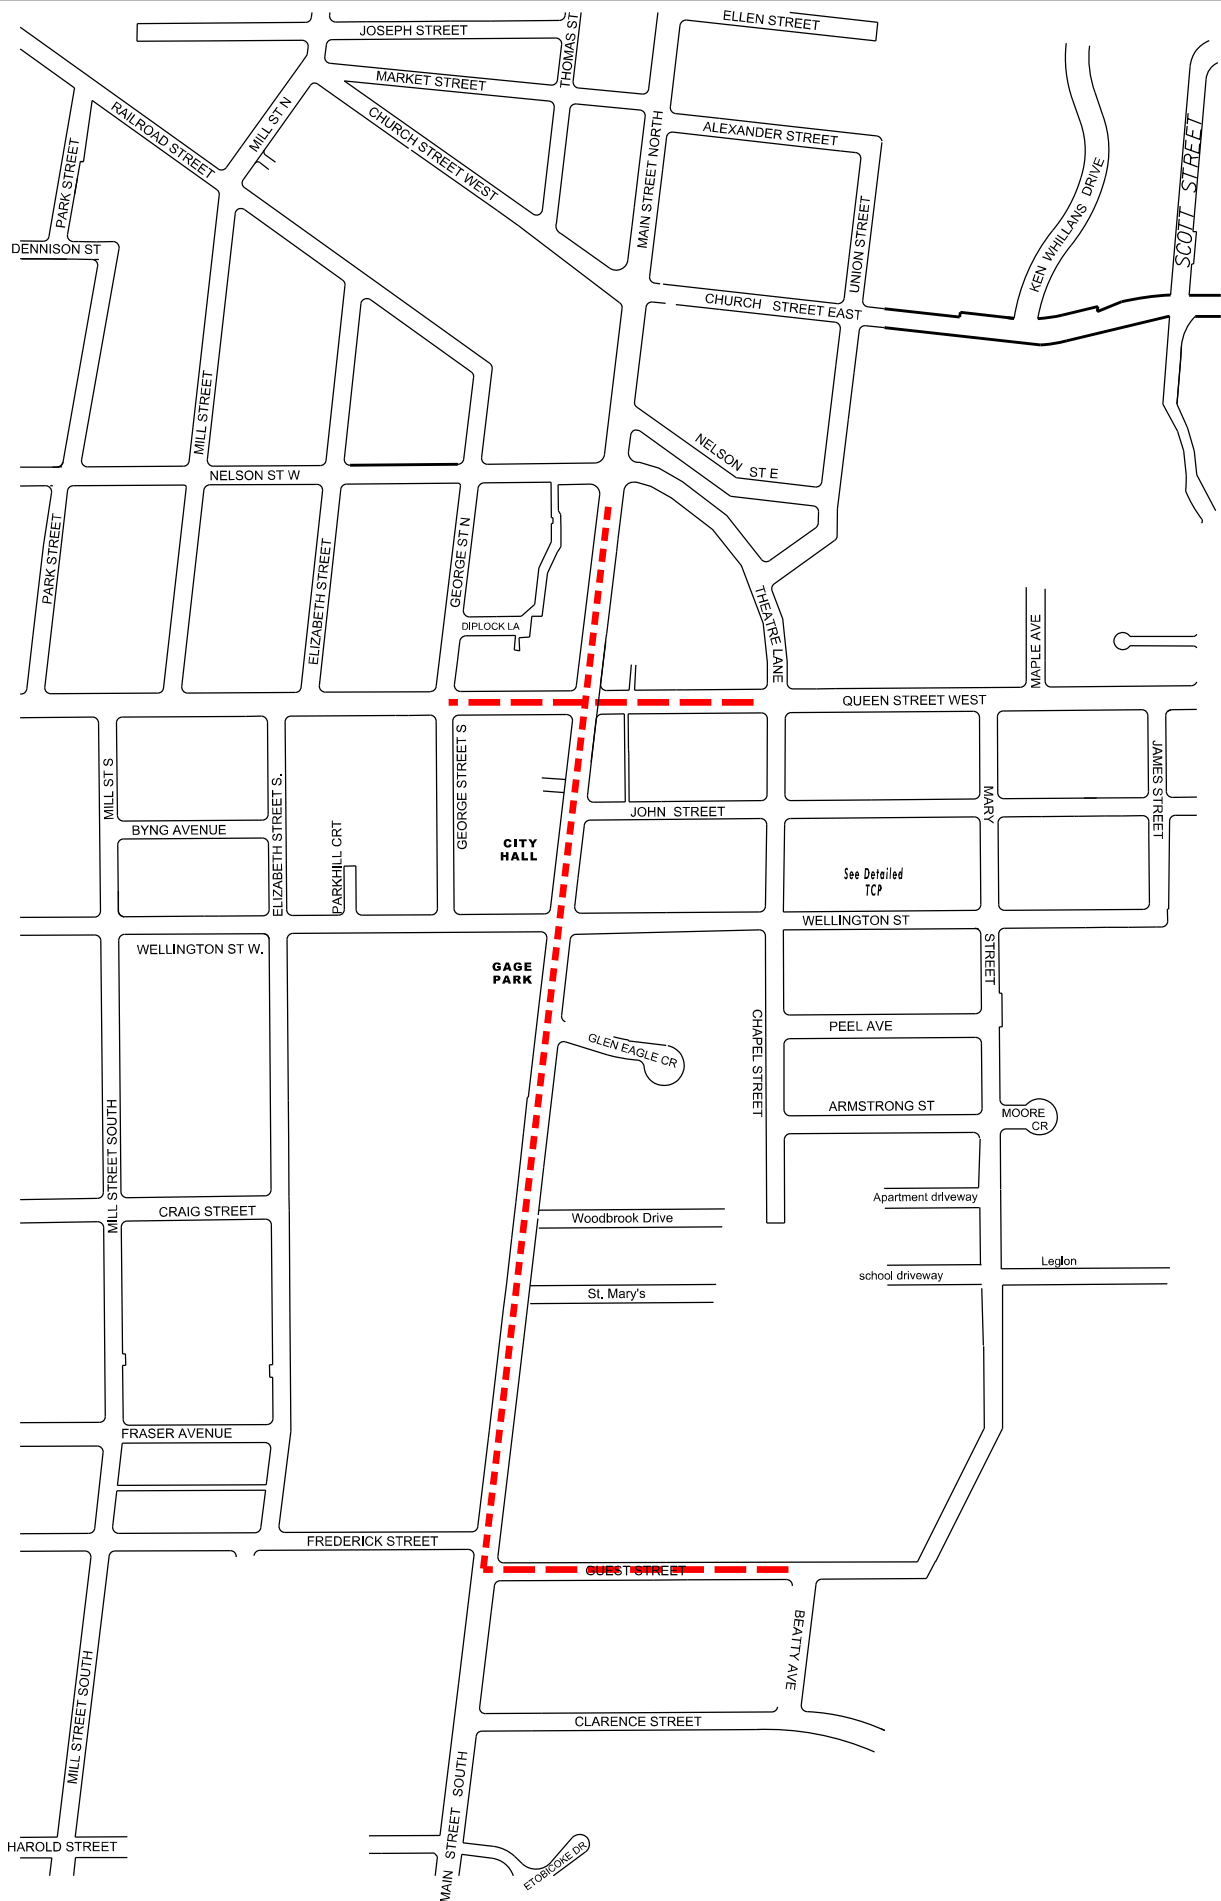 ELLEN STREET
JOSEPH STREET
THOMAS ST
MARKET STREET
RAILROAD STREET
MILL ST N
CHURCH STREET WEST
MAIN STREET NORTH
ALEXANDER STREET
PARK STREET
KEN WHILLANS DRIVE
SCOTT STREET
UNION STREET
DENNISON ST
CHURCH STREET EAST
MILL STREET
NELSON ST E
NELSON ST W
PARK STREET
ELIZABETH STREET
GEORGE ST N
DIPLOCK LA
THEATRE LANE
MAPLE AVE
QUEEN STREET WEST
MILL ST S
ELIZABETH STREET S.
GEORGE STREET S
JAMES STREET
MARY
JOHN STREET
BYNG AVENUE
PARKHILL CRT
CITY
HALL
See Detailed
TCP
WELLINGTON ST
WELLINGTON ST W.
STREET
GAGE
PARK
CHAPEL STREET
PEEL AVE
GLEN EAGLE CR
ARMSTRONG ST
MOORE
CR
MILL STREET SOUTH
Apartment driveway
CRAIG STREET
Woodbrook Drive
Legion
school driveway
St. Mary's
FRASER AVENUE
FREDERICK STREET
GUEST STREET
BEATTY AVE
MILL STREET SOUTH
CLARENCE STREET
MAIN STREET SOUTH
HAROLD STREET
ETOBICOKE DR